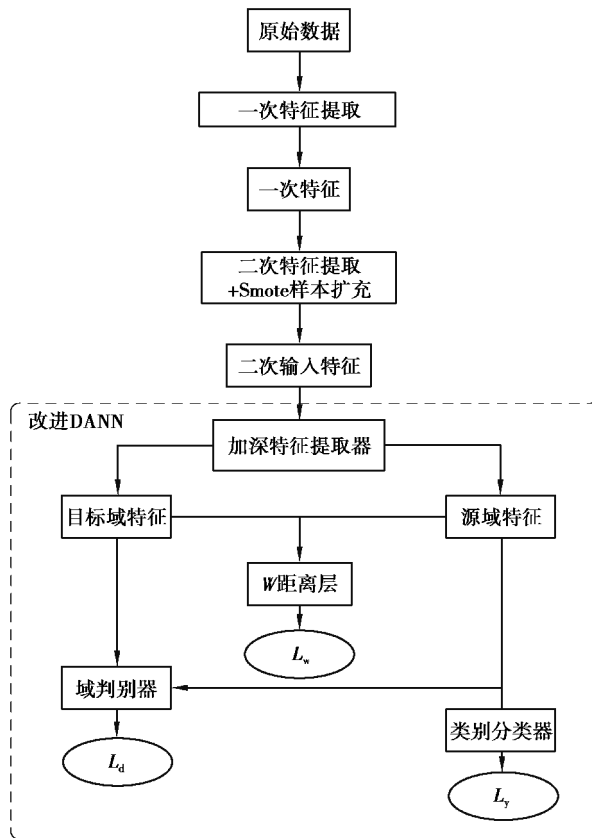 原始数据
一次特征提取
一次特征
二次特征提取
+Smote样本扩充
二次输入特征
改进DANN
加深特征提取器
目标域特征
源域特征
W距离层
Lw
域判别器
类别分类器
Ld
Ly